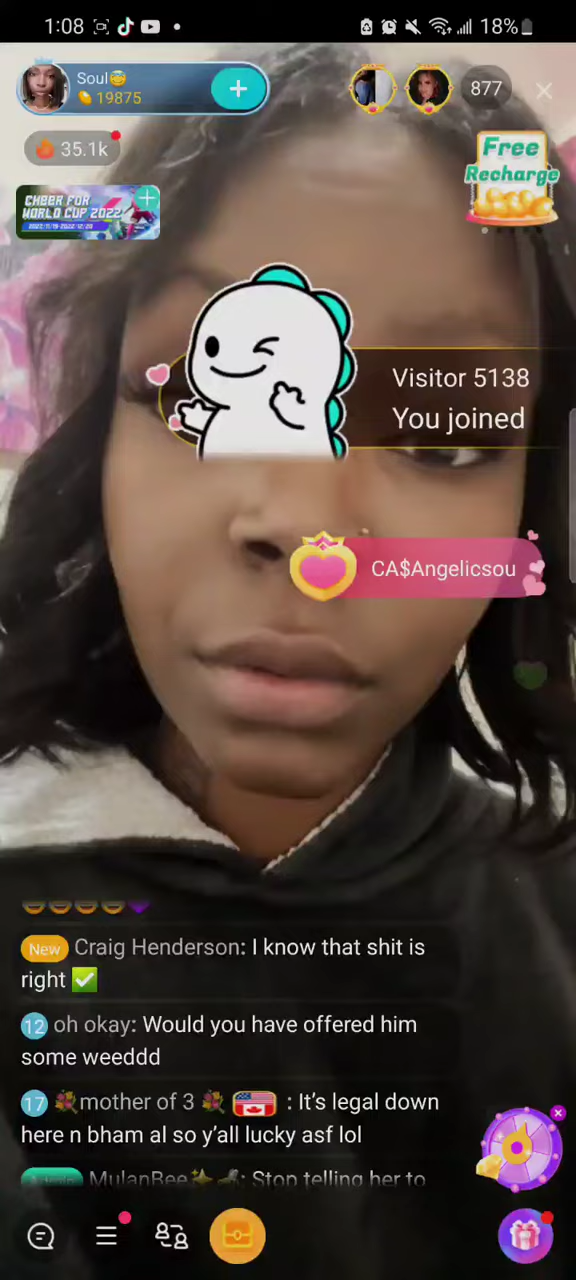 1:08
18%
Soul😇
19875
877
35.1k
Free
Recharge
CHEER FOR
WORLD CUP 2022
Visitor 5138
You joined
CA$Angelicsou
New Craig Henderson: I know that shit is
right ✅
12 oh okay: Would you have offered him
some weeddd
17 💐mother of 3 💐 : It's legal down
here n bham al so y'all lucky asf lol
MulanBee✨: Stop telling her to